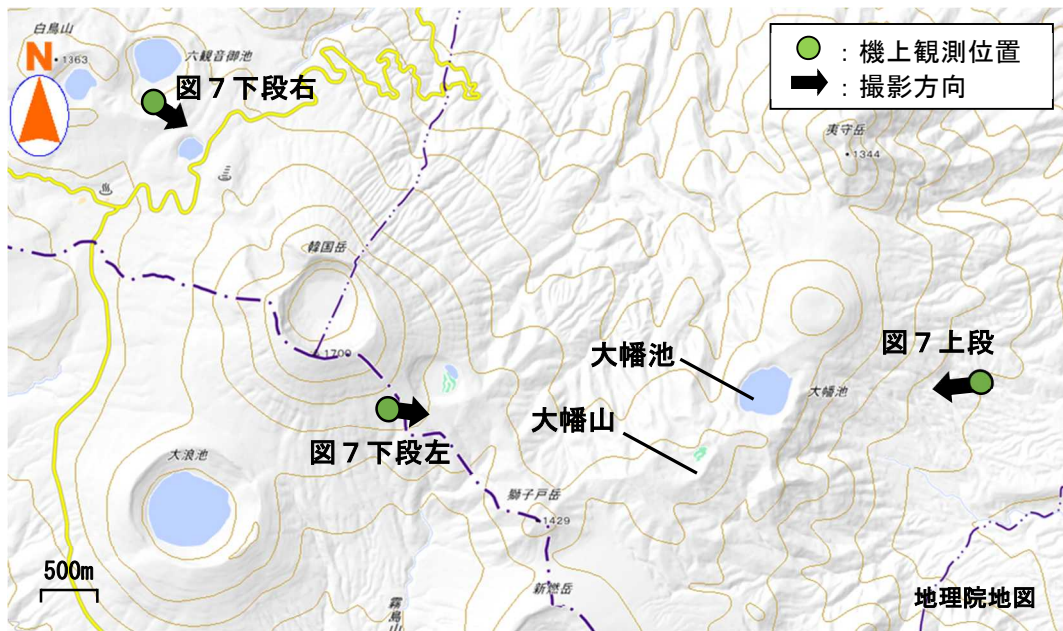 白鳥山
N
・1363
六観音御池
図7下段右
：機上観測位置
：撮影方向
夷守岳
・1344
韓国岳
1700
図7上段
大幡池
大幡池
大幡山
図7下段左
大浪池
獅子戸岳
1429
500m
新燃岳
霧島山
地理院地図